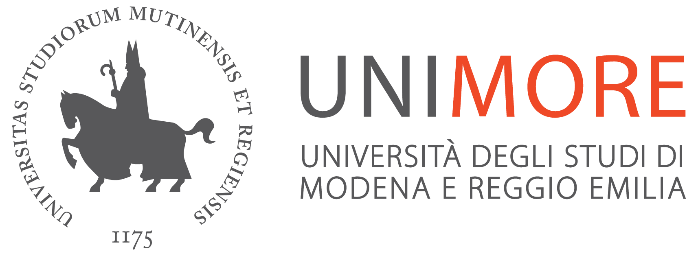 UNIVERSITAS STUDIORUM MUTINENSIS ET REGIENSIS
1175
UNIMORE
UNIVERSITÀ DEGLI STUDI DI
MODENA E REGGIO EMILIA